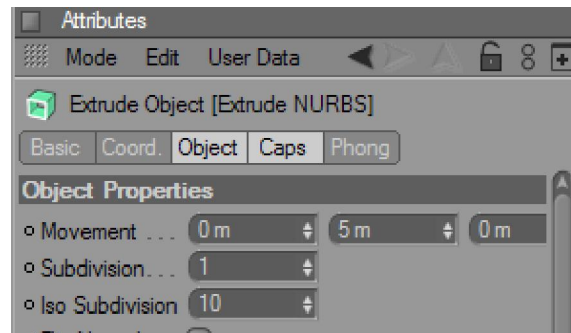 Attributes
Mode Edit User Data
Extrude Object [Extrude NURBS]
Basic Coord. Object Caps Phong
Object Properties
Movement . . . 0 m 5 m 0 m
Subdivision. . . 1
Iso Subdivision 10